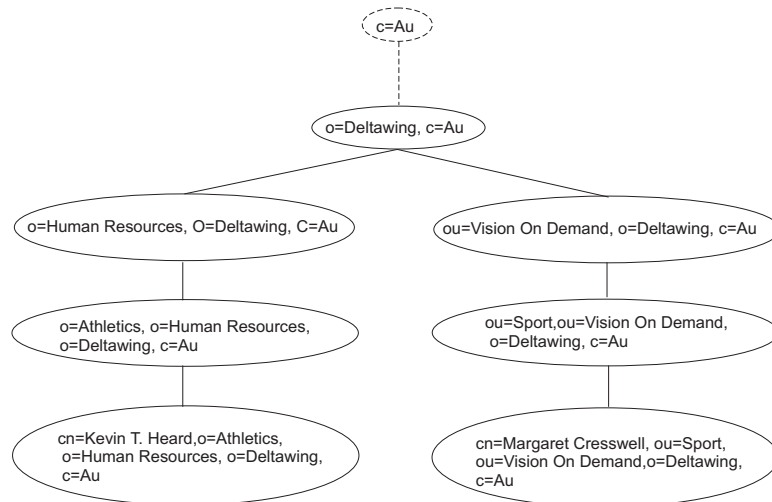 c=Au
o=Deltawing, c=Au
o=Human Resources, O=Deltawing, C=Au
ou=Vision On Demand, o=Deltawing, c=Au
o=Athletics, o=Human Resources,
o=Deltawing, c=Au
ou=Sport,ou=Vision On Demand,
o=Deltawing, c=Au
cn=Kevin T. Heard,o=Athletics,
o=Human Resources, o=Deltawing,
c=Au
cn=Margaret Cresswell, ou=Sport,
ou=Vision On Demand,o=Deltawing,
c=Au